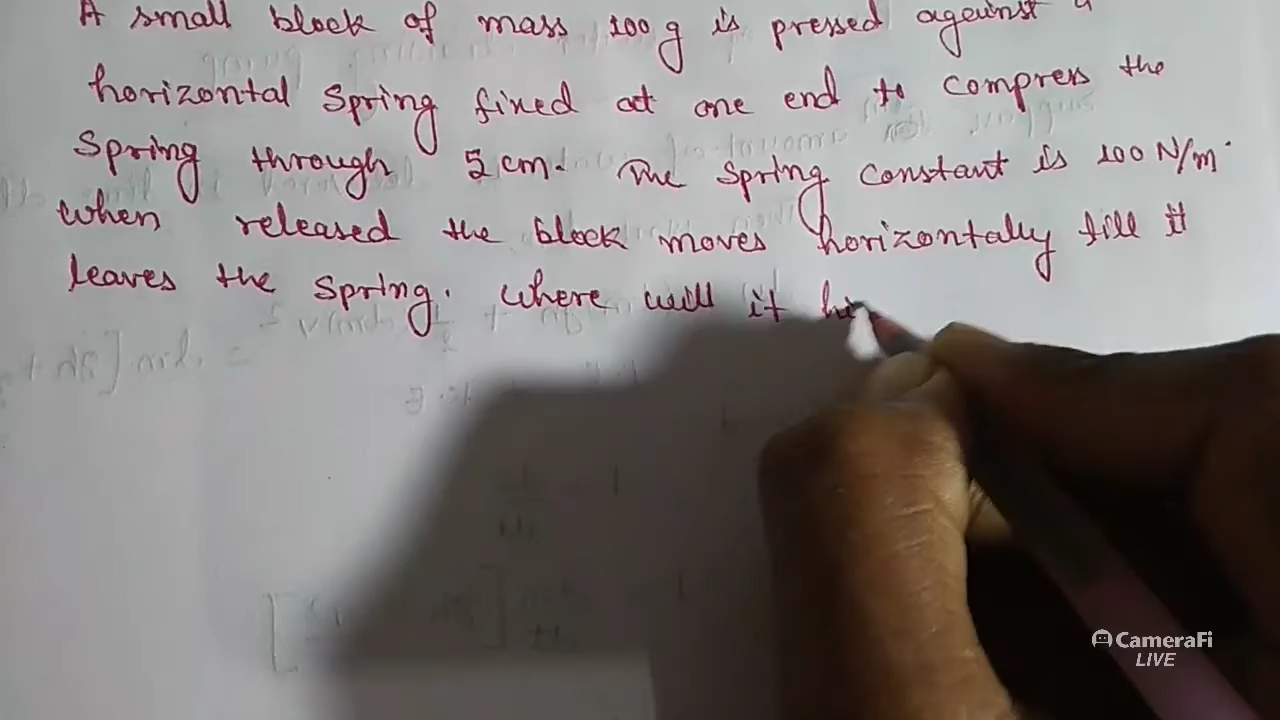 A small block of mass 100 g is pressed against a
horizontal spring fixed at one end to compress the
spring through 5 cm. The spring constant is 100 N/m.
When released the block moves horizontally till it
leaves the spring. Where will it hi
CameraFi
LIVE